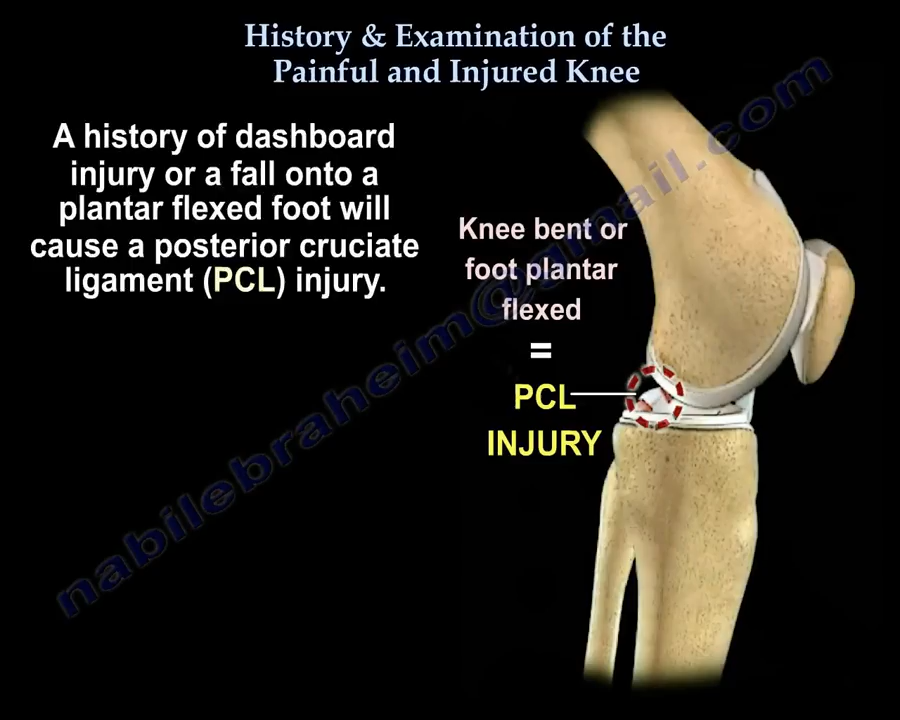 History & Examination of the
Painful and Injured Knee
A history of dashboard
injury or a fall onto a
plantar flexed foot will
cause a posterior cruciate
ligament (PCL) injury.
Knee bent or
foot plantar
flexed
=
PCL
INJURY
nabilebraheim@gmail.com